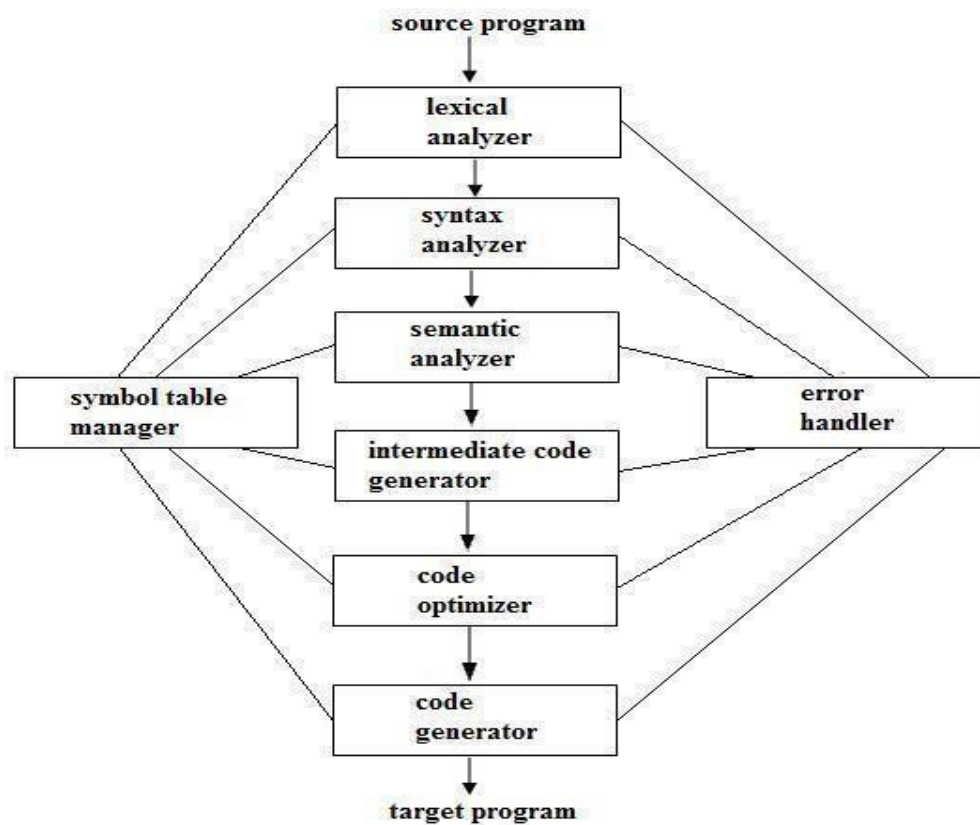 source program
lexical
analyzer
syntax
analyzer
semantic
analyzer
symbol table
manager
error
handler
intermediate code
generator
code
optimizer
code
generator
target program